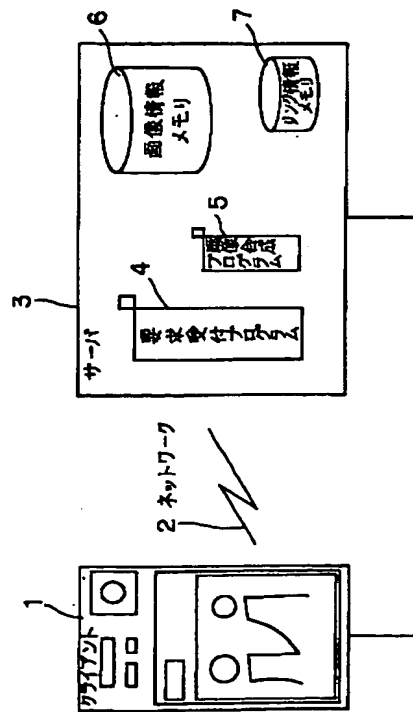 1
クライアント
2 ネットワーク
3
サーバ
4
要求受付プログラム
5
画像合成
プログラム
6
画像情報
メモリ
7
リンク情報
メモリ